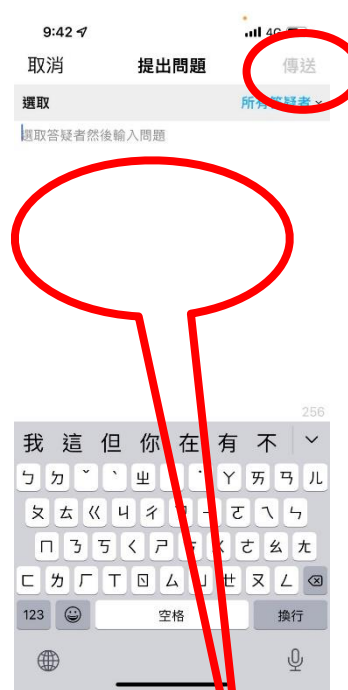 9:42 4G
取消 提出問題 傳送
選取 所有答疑者
選取答疑者然後輸入問題
256
我 這 但 你 在 有 不
ㄅ ㄉ ˇ ˋ ㄓ ˙ ㄚ ㄞ ㄢ ㄦ
ㄆ ㄊ ㄍ ㄐ ㄔ ㄧ ㄛ ㄟ ㄣ
ㄇ ㄋ ㄎ ㄑ ㄕ ㄨ ㄜ ㄠ ㄤ
ㄈ ㄌ ㄏ ㄒ ㄖ ㄙ ㄩ ㄝ ㄡ ㄥ
123 空格 換行